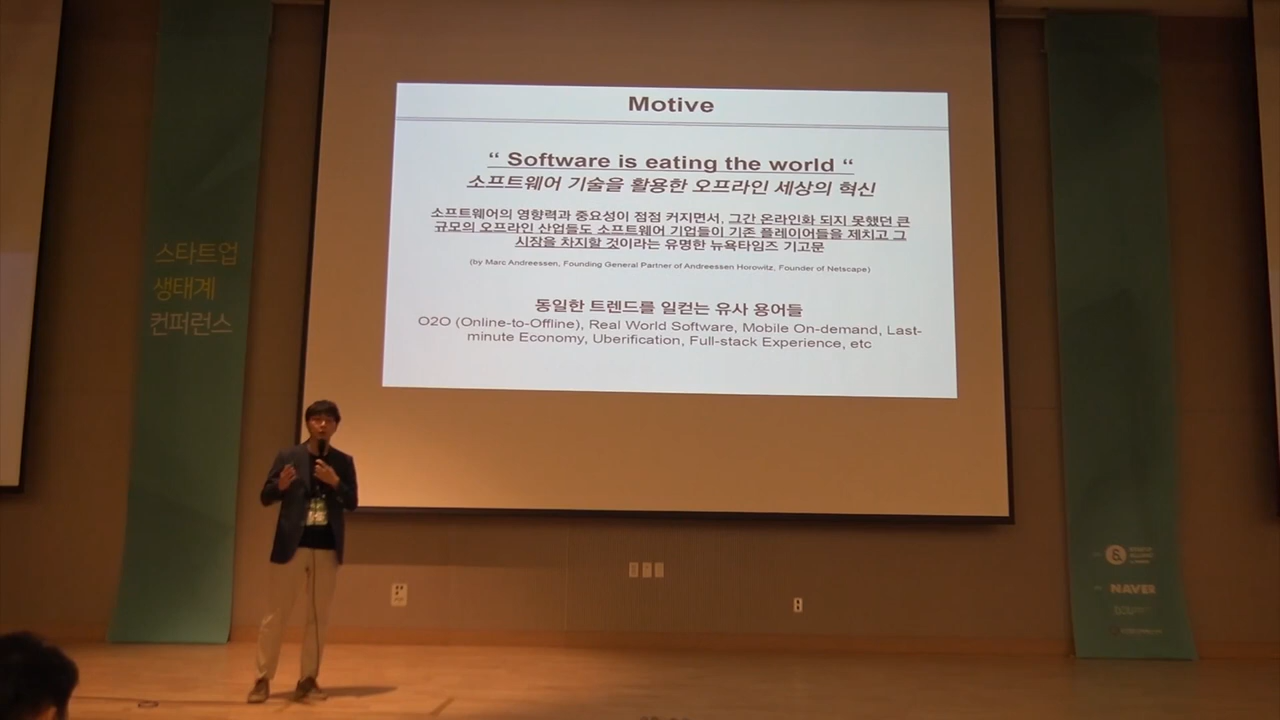 Motive
“ Software is eating the world “
소프트웨어 기술을 활용한 오프라인 세상의 혁신
소프트웨어의 영향력과 중요성이 점점 커지면서, 그간 온라인화 되지 못했던 큰
규모의 오프라인 산업들도 소프트웨어 기업들이 기존 플레이어들을 제치고 그
시장을 차지할 것이라는 유명한 뉴욕타임즈 기고문
(by Marc Andreessen, Founding General Partner of Andreessen Horowitz, Founder of Netscape)
동일한 트렌드를 일컫는 유사 용어들
O2O (Online-to-Offline), Real World Software, Mobile On-demand, Last-
minute Economy, Uberification, Full-stack Experience, etc
스타트업
생태계
컨퍼런스
&
NAVER